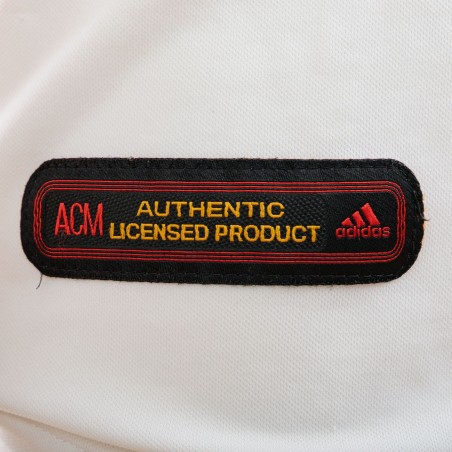 ACM
AUTHENTIC
LICENSED PRODUCT
adidas